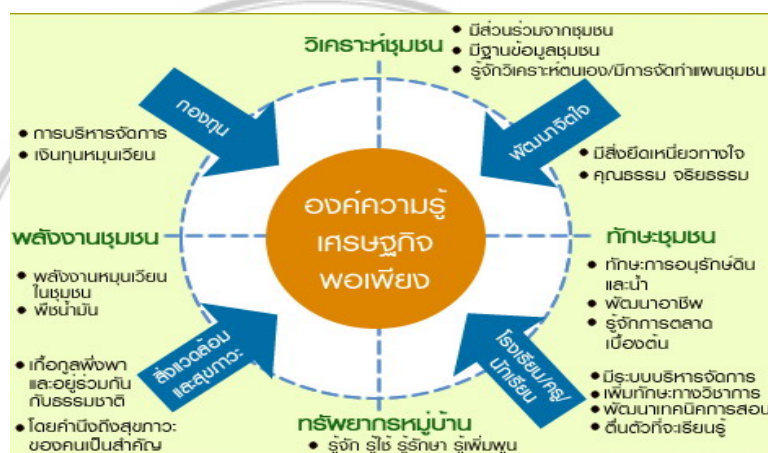 วิเคราะห์ชุมชน
• มีส่วนร่วมจากชุมชน
• มีฐานข้อมูลชุมชน
• รู้จักวิเคราะห์ตนเอง/มีการจัดทำแผนชุมชน
กองทุน
• การบริหารจัดการ
• เงินทุนหมุนเวียน
พัฒนาจิตใจ
• มีสิ่งยึดเหนี่ยวทางใจ
• คุณธรรม จริยธรรม
องค์ความรู้
เศรษฐกิจ
พอเพียง
พลังงานชุมชน
• พลังงานหมุนเวียน
ในชุมชน
• พืชน้ำมัน
ทักษะชุมชน
• ทักษะการอนุรักษ์ดิน
และน้ำ
• พัฒนาอาชีพ
• รู้จักการตลาด
เบื้องต้น
สิ่งแวดล้อม
และสุขภาวะ
• เกื้อกูลพึ่งพา
และอยู่ร่วมกัน
กับธรรมชาติ
• โดยคำนึงถึงสุขภาวะ
ของคนเป็นสำคัญ
โรงเรียน/ครู/
นักเรียน
• มีระบบบริหารจัดการ
• เพิ่มทักษะทางวิชาการ
• พัฒนาเทคนิคการสอน
• ตื่นตัวที่จะเรียนรู้
ทรัพยากรหมู่บ้าน
• รู้จัก รู้ใช้ รู้รักษา รู้เพิ่มพูน